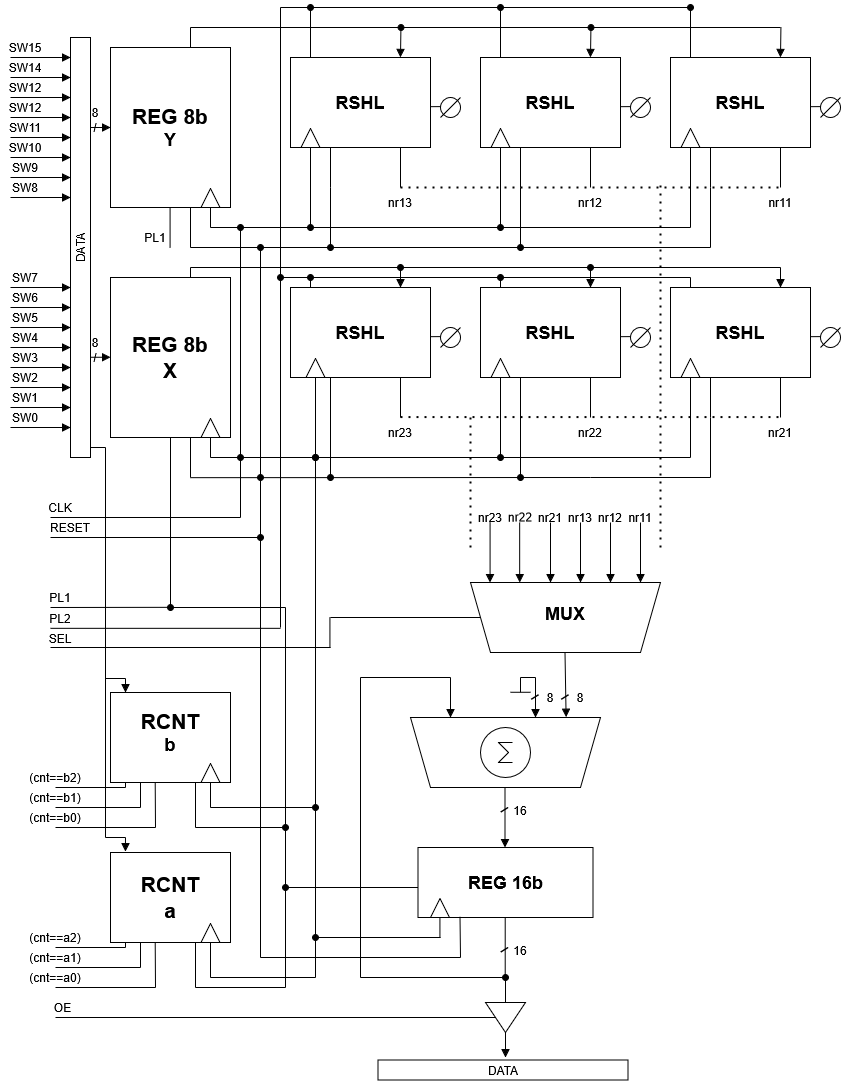 SW15
SW14
SW12
SW12
SW11
SW10
SW9
SW8
8
REG 8b
Y
RSHL
RSHL
RSHL
nr13
nr12
nr11
PL1
DATA
SW7
SW6
SW5
SW4
SW3
SW2
SW1
SW0
8
REG 8b
X
RSHL
RSHL
RSHL
nr23
nr22
nr21
CLK
RESET
nr23
nr22
nr21
nr13
nr12
nr11
PL1
PL2
SEL
MUX
8
8
RCNT
b
(cnt==b2)
(cnt==b1)
(cnt==b0)
Σ
16
RCNT
a
REG 16b
(cnt==a2)
(cnt==a1)
(cnt==a0)
16
OE
DATA